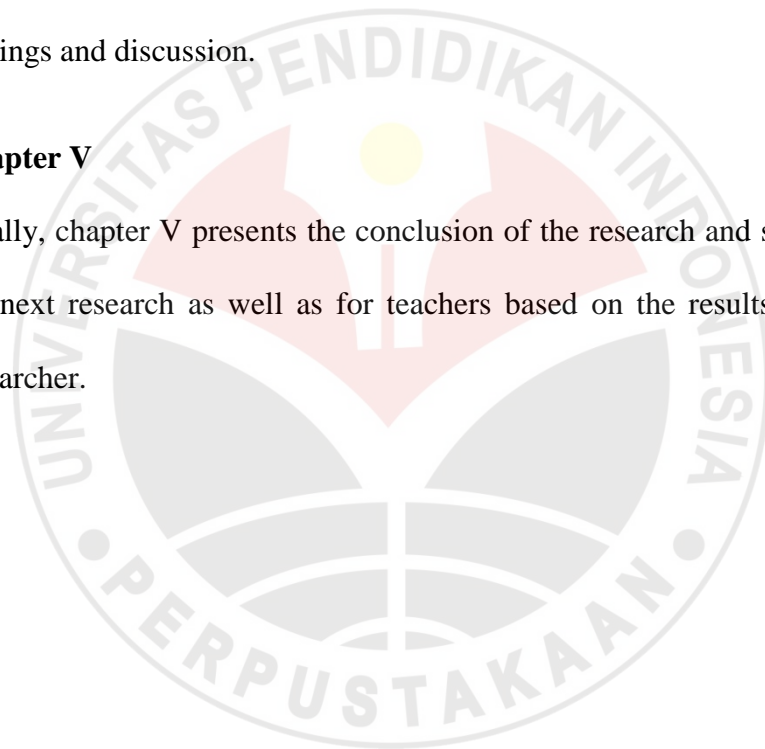 ings and discussion.
apter V
ally, chapter V presents the conclusion of the research and s
next research as well as for teachers based on the results
archer.
UNIVERSITAS PENDIDIKAN INDONESIA
PERPUSTAKAAN